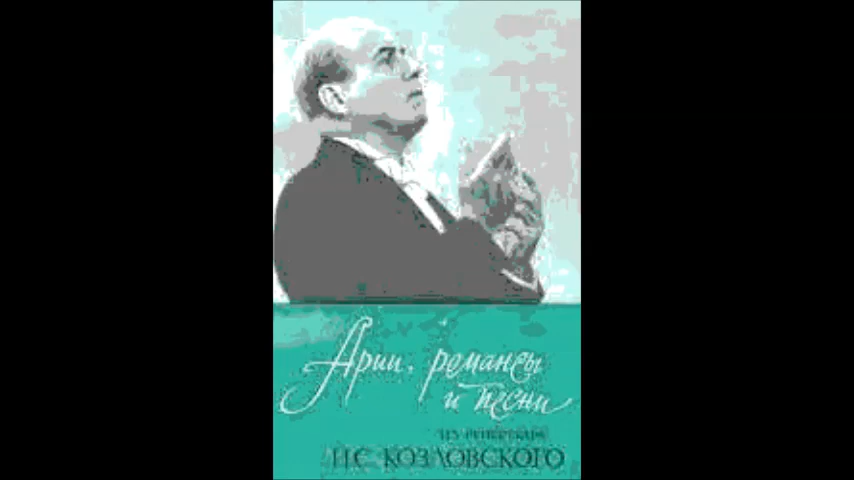 Арии, романсы
и песни
из репертуара
И.С. КОЗЛОВСКОГО